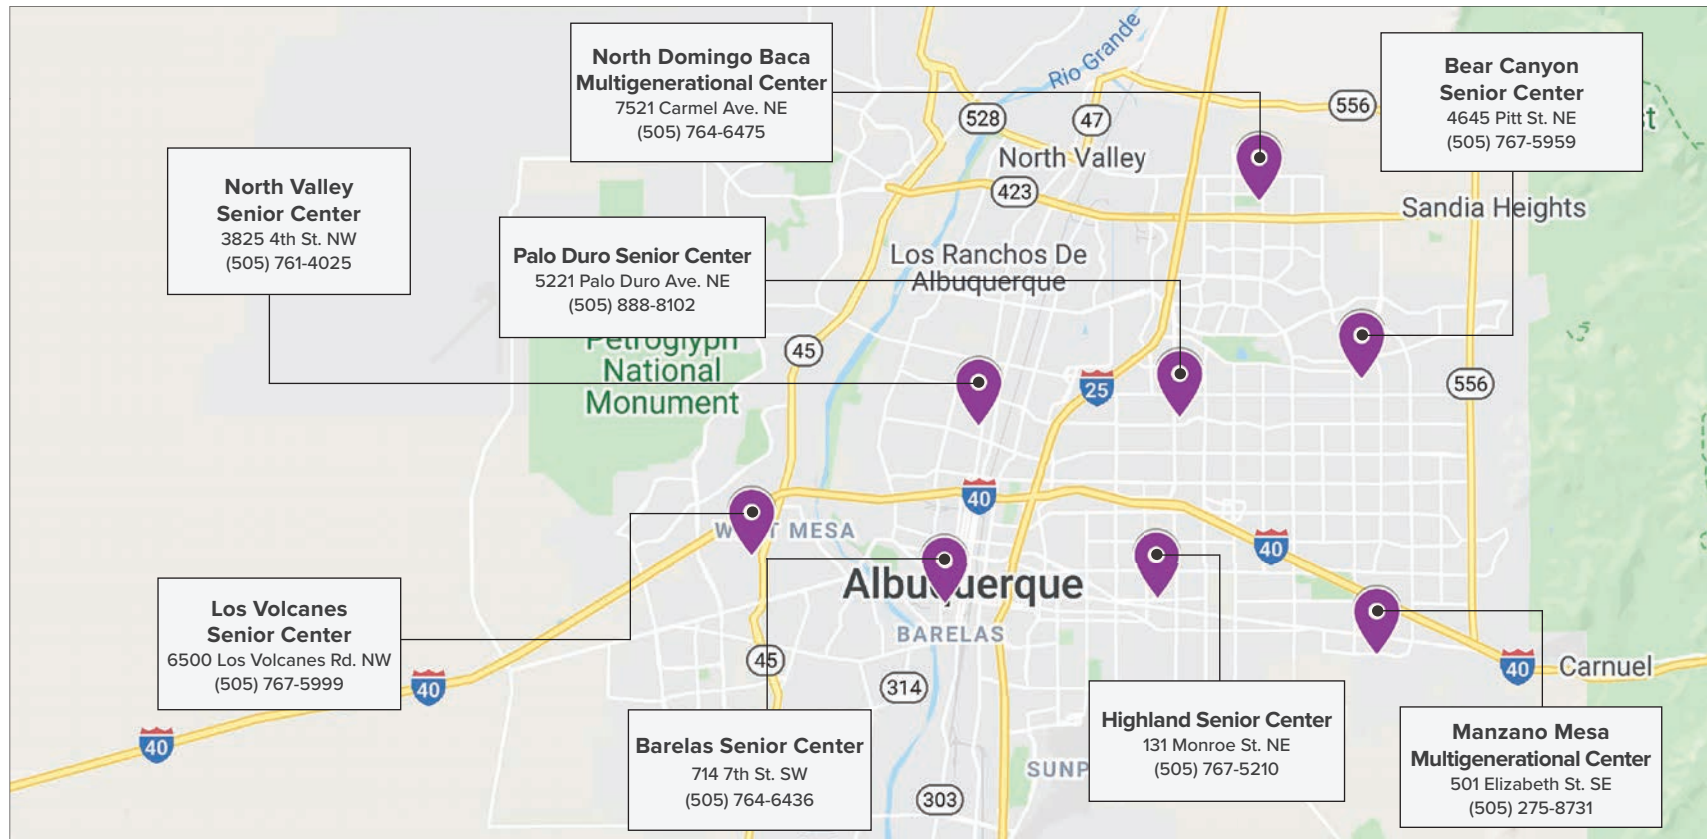 North Domingo Baca
Multigenerational Center
7521 Carmel Ave. NE
(505) 764-6475
Bear Canyon
Senior Center
4645 Pitt St. NE
(505) 767-5959
North Valley
Senior Center
3825 4th St. NW
(505) 761-4025
Palo Duro Senior Center
5221 Palo Duro Ave. NE
(505) 888-8102
Los Volcanes
Senior Center
6500 Los Volcanes Rd. NW
(505) 767-5999
Barelas Senior Center
714 7th St. SW
(505) 764-6436
Highland Senior Center
131 Monroe St. NE
(505) 767-5210
Manzano Mesa
Multigenerational Center
501 Elizabeth St. SE
(505) 275-8731
Rio Grande
528
47
556
North Valley
423
Sandia Heights
Los Ranchos De
Albuquerque
Petroglyph
National
Monument
45
25
556
40
WEST MESA
40
Albuquerque
BARELAS
45
314
40
40
Carnuel
40
303